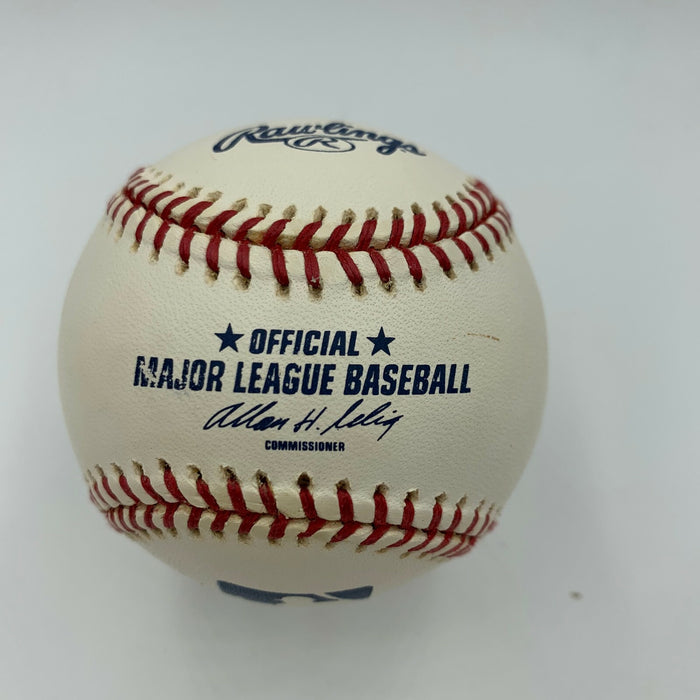 Rawlings
R
★ OFFICIAL ★
MAJOR LEAGUE BASEBALL
Allan H. Selig
COMMISSIONER